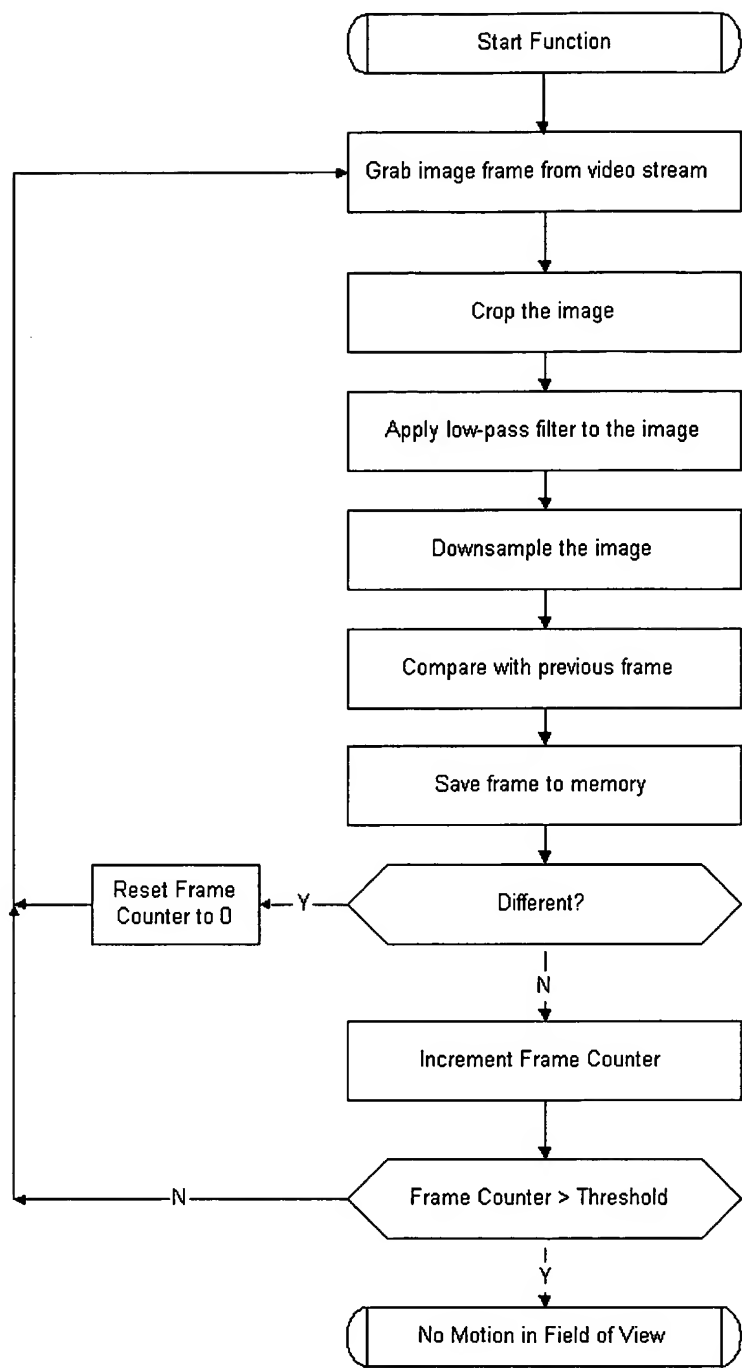 Start Function
Grab image frame from video stream
Crop the image
Apply low-pass filter to the image
Downsample the image
Compare with previous frame
Save frame to memory
Reset Frame
Counter to 0
Y
Different?
N
Increment Frame Counter
N
Frame Counter > Threshold
Y
No Motion in Field of View